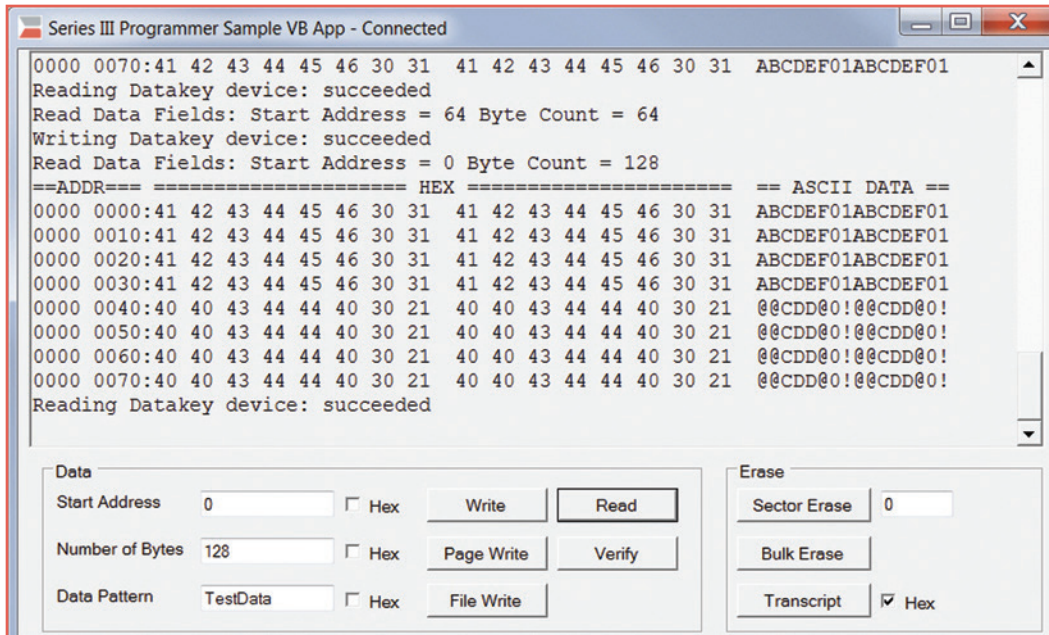 Series III Programmer Sample VB App - Connected
0000 0070:41 42 43 44 45 46 30 31  41 42 43 44 45 46 30 31  ABCDEF01ABCDEF01
Reading Datakey device: succeeded
Read Data Fields: Start Address = 64 Byte Count = 64
Writing Datakey device: succeeded
Read Data Fields: Start Address = 0 Byte Count = 128
==ADDR=== ===================== HEX ======================  == ASCII DATA ==
0000 0000:41 42 43 44 45 46 30 31  41 42 43 44 45 46 30 31  ABCDEF01ABCDEF01
0000 0010:41 42 43 44 45 46 30 31  41 42 43 44 45 46 30 31  ABCDEF01ABCDEF01
0000 0020:41 42 43 44 45 46 30 31  41 42 43 44 45 46 30 31  ABCDEF01ABCDEF01
0000 0030:41 42 43 44 45 46 30 31  41 42 43 44 45 46 30 31  ABCDEF01ABCDEF01
0000 0040:40 40 43 44 44 40 30 21  40 40 43 44 44 40 30 21  @@CDD@0!@@CDD@0!
0000 0050:40 40 43 44 44 40 30 21  40 40 43 44 44 40 30 21  @@CDD@0!@@CDD@0!
0000 0060:40 40 43 44 44 40 30 21  40 40 43 44 44 40 30 21  @@CDD@0!@@CDD@0!
0000 0070:40 40 43 44 44 40 30 21  40 40 43 44 44 40 30 21  @@CDD@0!@@CDD@0!
Reading Datakey device: succeeded
Data Erase
Start Address 0 Hex Write Read Sector Erase 0
Number of Bytes 128 Hex Page Write Verify Bulk Erase
Data Pattern TestData Hex File Write Transcript Hex